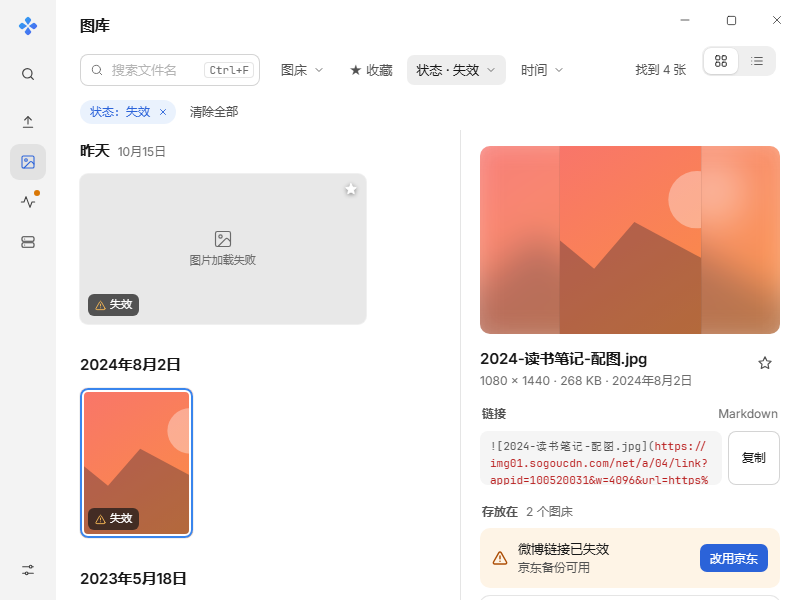 图库
搜索文件名 Ctrl+F
图床
★ 收藏
状态 · 失效
时间
找到 4 张
状态：失效 ×
清除全部
昨天 10月15日
图片加载失败
失效
2024年8月2日
失效
2023年5月18日
2024-读书笔记-配图.jpg
1080 × 1440 · 268 KB · 2024年8月2日
链接 Markdown
![2024-读书笔记-配图.jpg](https://
img01.sogoucdn.com/net/a/04/link?
appid=100520031&w=4096&url=https%
复制
存放在 2 个图床
微博链接已失效
京东备份可用
改用京东